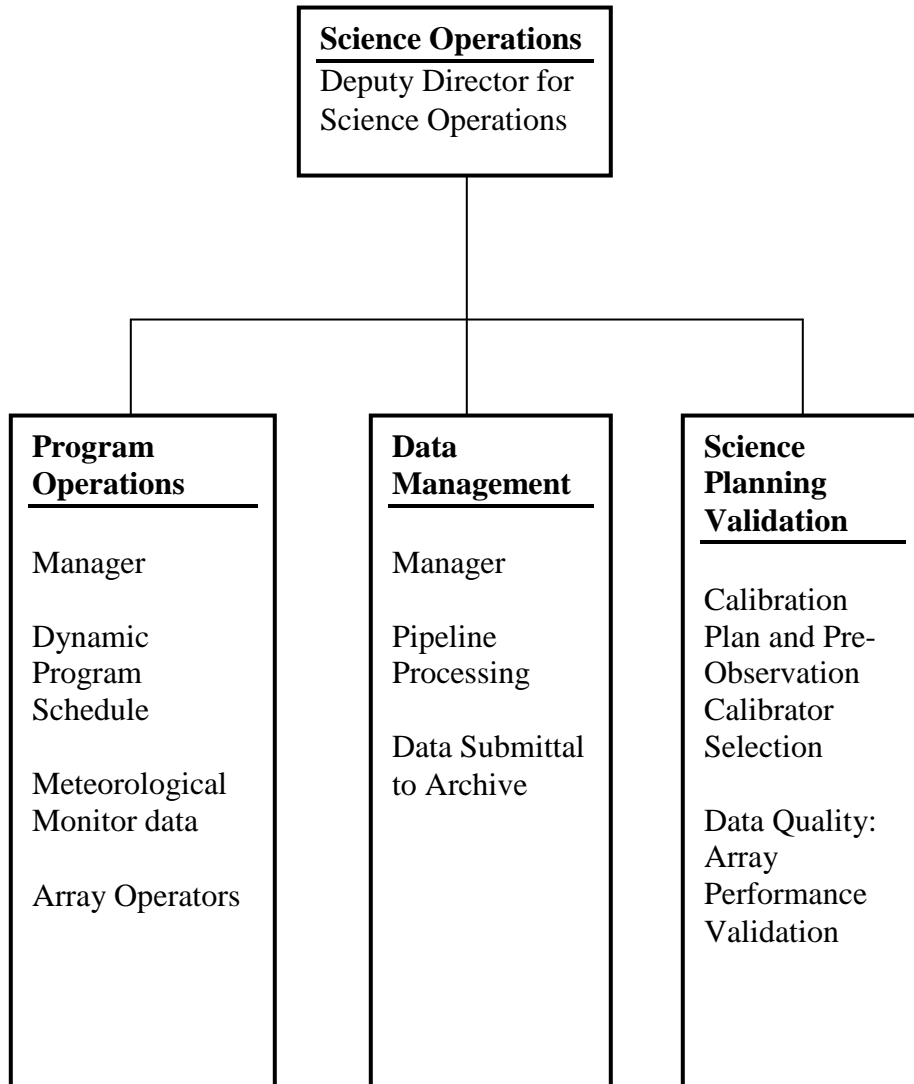 Science Operations
Deputy Director for
Science Operations
Program
Operations
Manager
Dynamic
Program
Schedule
Meteorological
Monitor data
Array Operators
Data
Management
Manager
Pipeline
Processing
Data Submittal
to Archive
Science
Planning
Validation
Calibration
Plan and Pre-
Observation
Calibrator
Selection
Data Quality:
Array
Performance
Validation